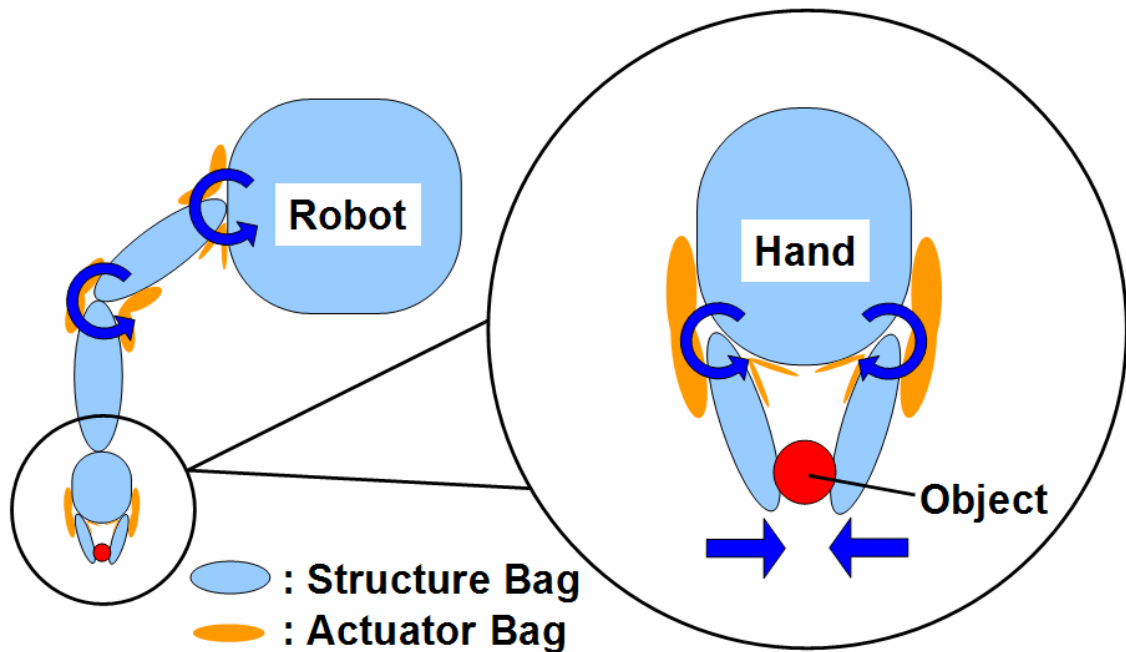 Robot
Hand
Object
: Structure Bag
: Actuator Bag